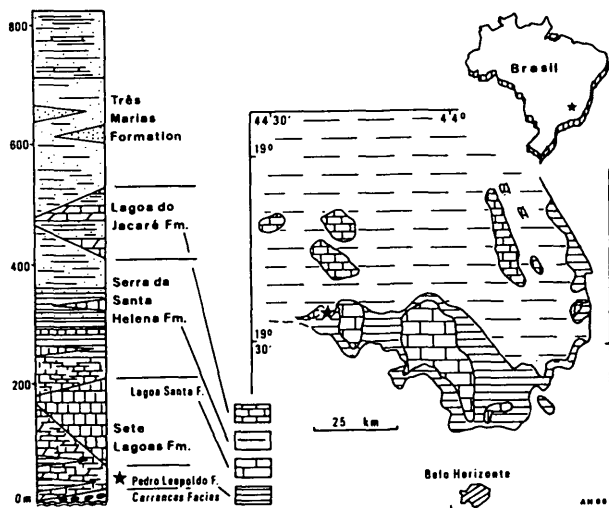 800
600
400
200
0m
Três
Marias
Formation
Lagoa do
Jacaré Fm.
Serra da
Santa
Helena Fm.
Lagoa Santa F.
Sete
Lagoas Fm.
Pedro Leopoldo F.
Carrancas Facies
44°30'
44°
19°
19°
30'
25 km
Brasil
Belo Horizonte